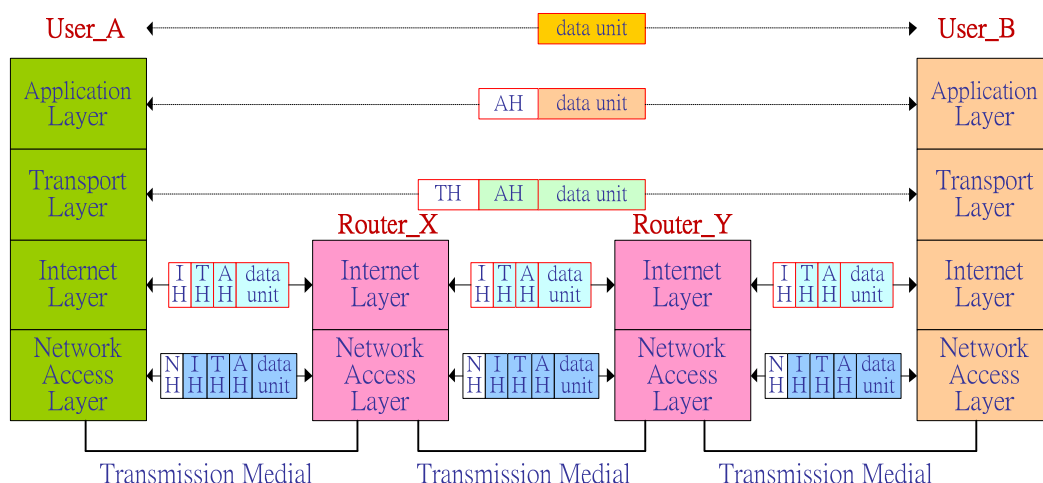 User_A
data unit
User_B
Application
Layer
AH
data unit
Application
Layer
Transport
Layer
TH
AH
data unit
Transport
Layer
Router_X
Router_Y
Internet
Layer
I
H
T
H
A
H
data
unit
Internet
Layer
I
H
T
H
A
H
data
unit
Internet
Layer
I
H
T
H
A
H
data
unit
Internet
Layer
Network
Access
Layer
N
H
I
H
T
H
A
H
data
unit
Network
Access
Layer
N
H
I
H
T
H
A
H
data
unit
Network
Access
Layer
N
H
I
H
T
H
A
H
data
unit
Network
Access
Layer
Transmission Medial
Transmission Medial
Transmission Medial